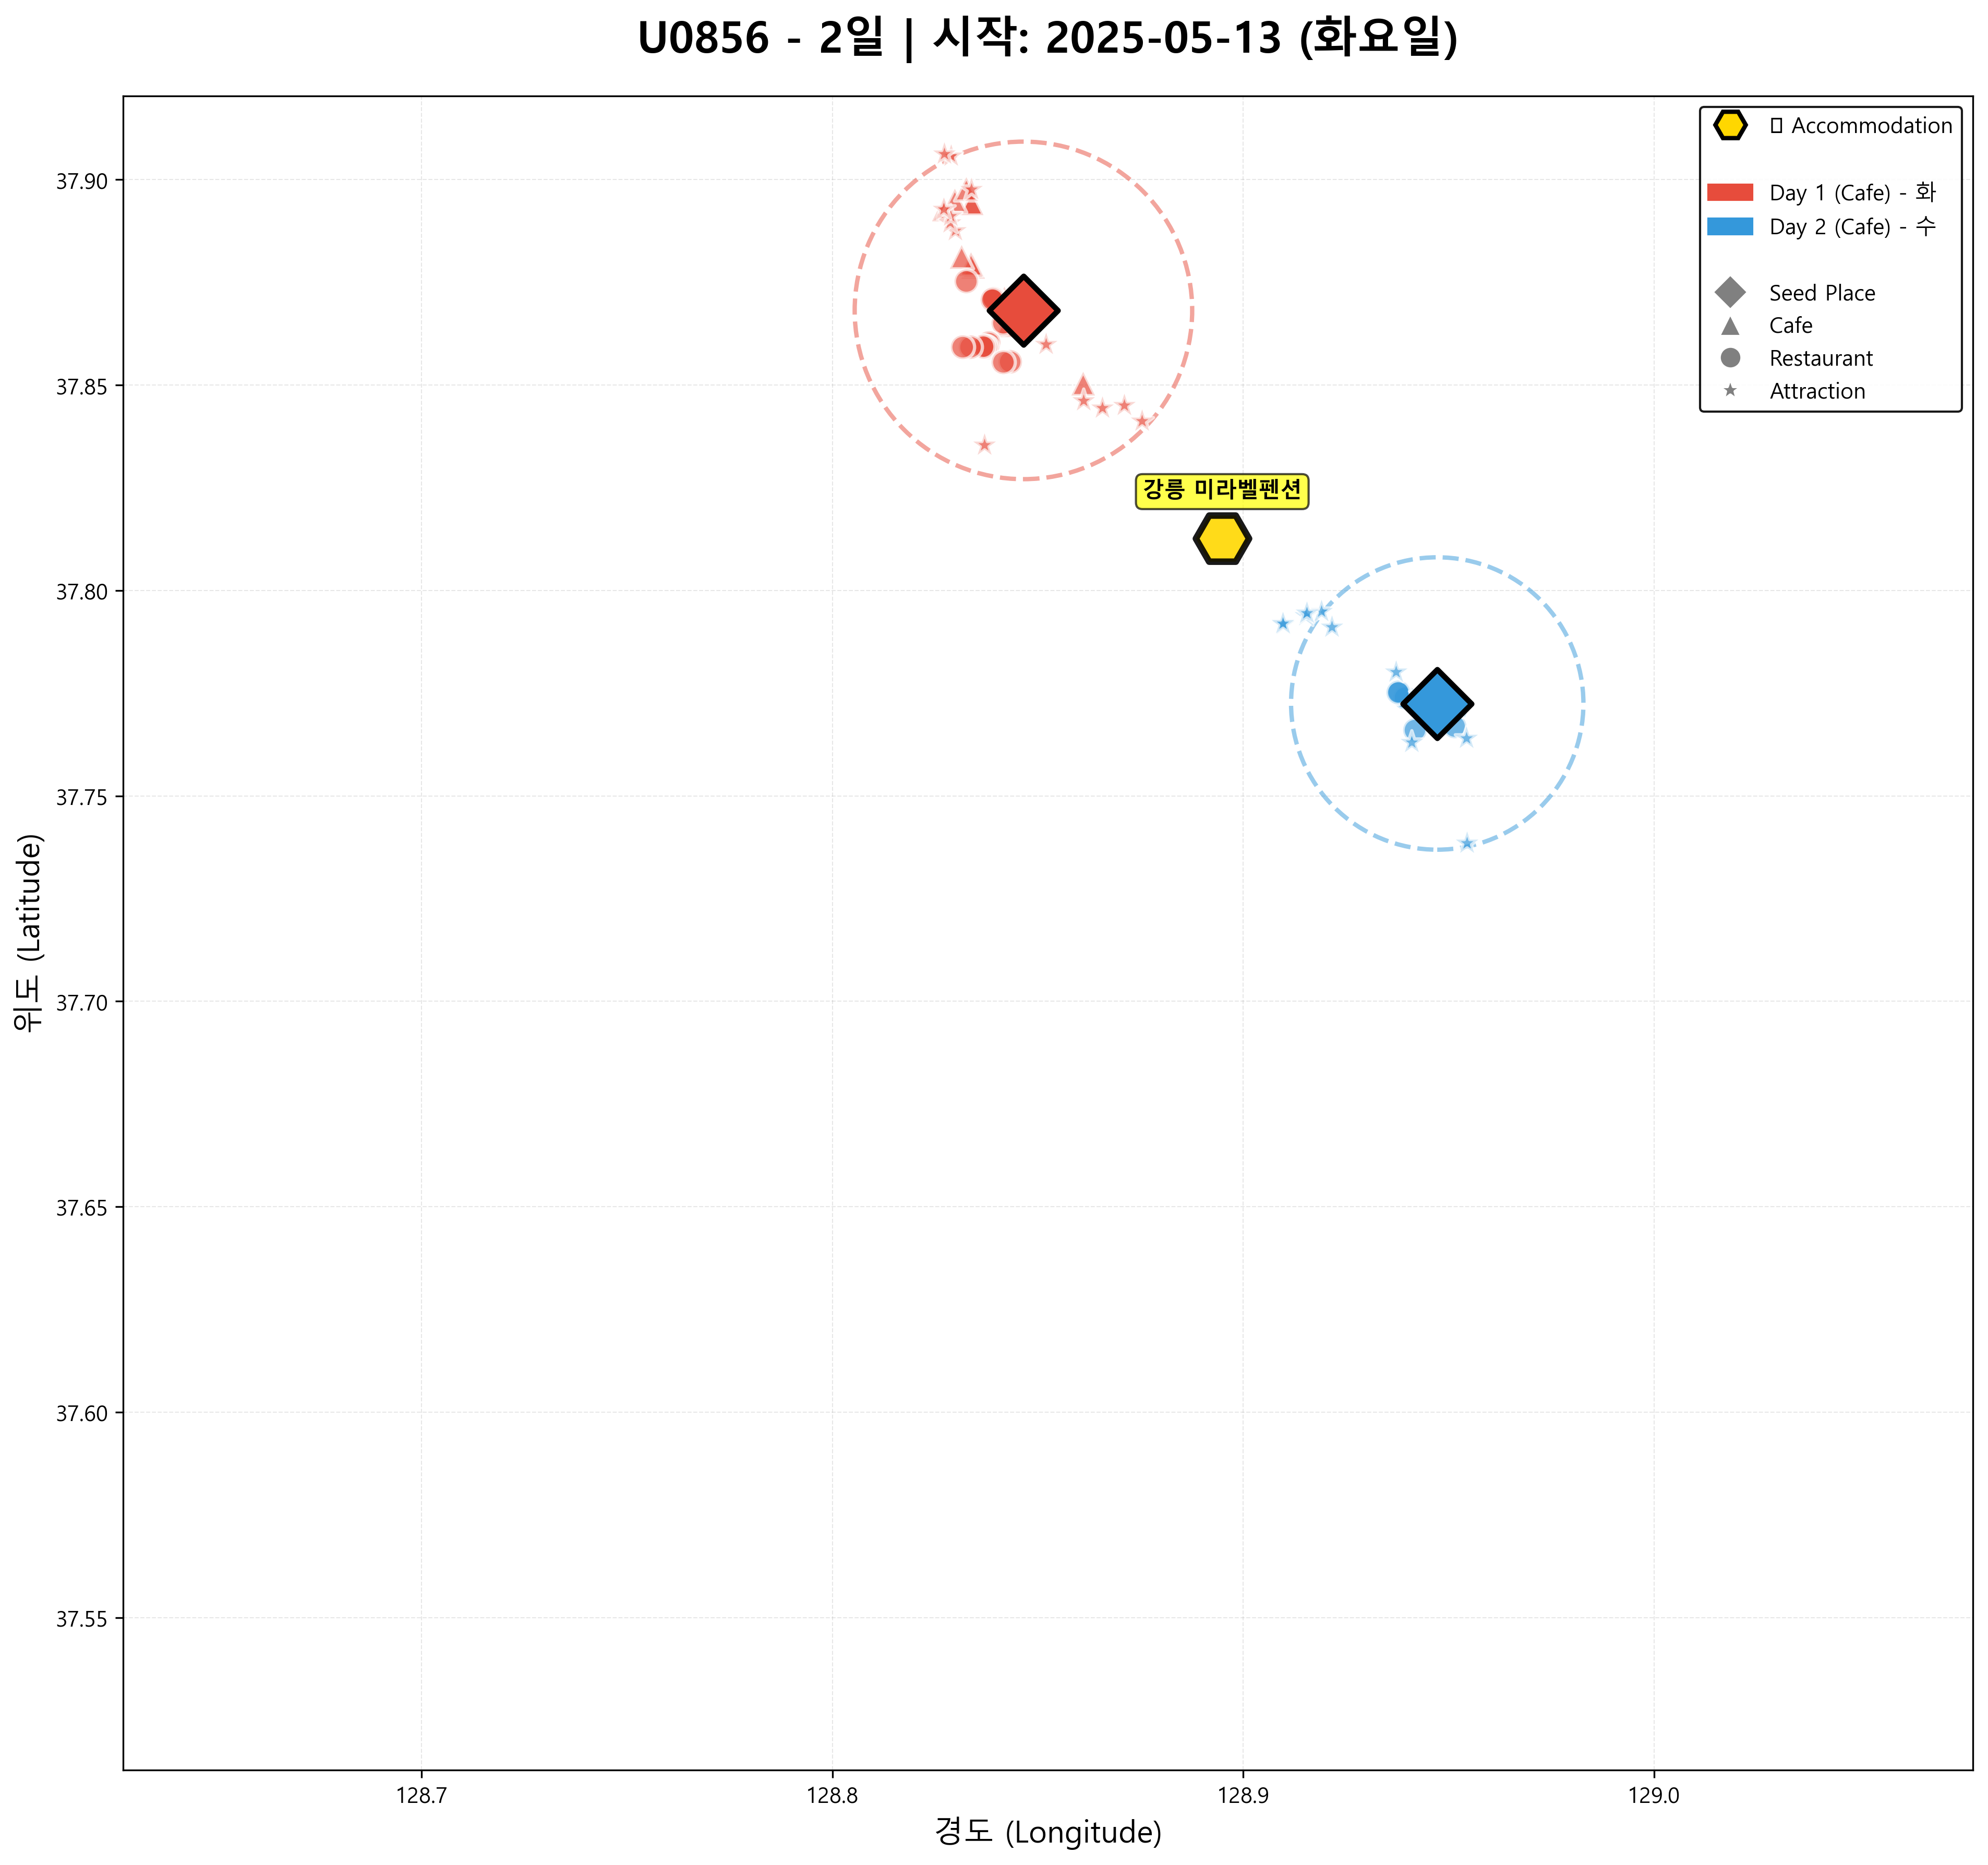 U0856 - 2일 | 시작: 2025-05-13 (화요일)
Accommodation
Day 1 (Cafe) - 화
Day 2 (Cafe) - 수
Seed Place
Cafe
Restaurant
Attraction
강릉 미라벨펜션
위도 (Latitude)
37.90
37.85
37.80
37.75
37.70
37.65
37.60
37.55
128.7
128.8
128.9
129.0
경도 (Longitude)